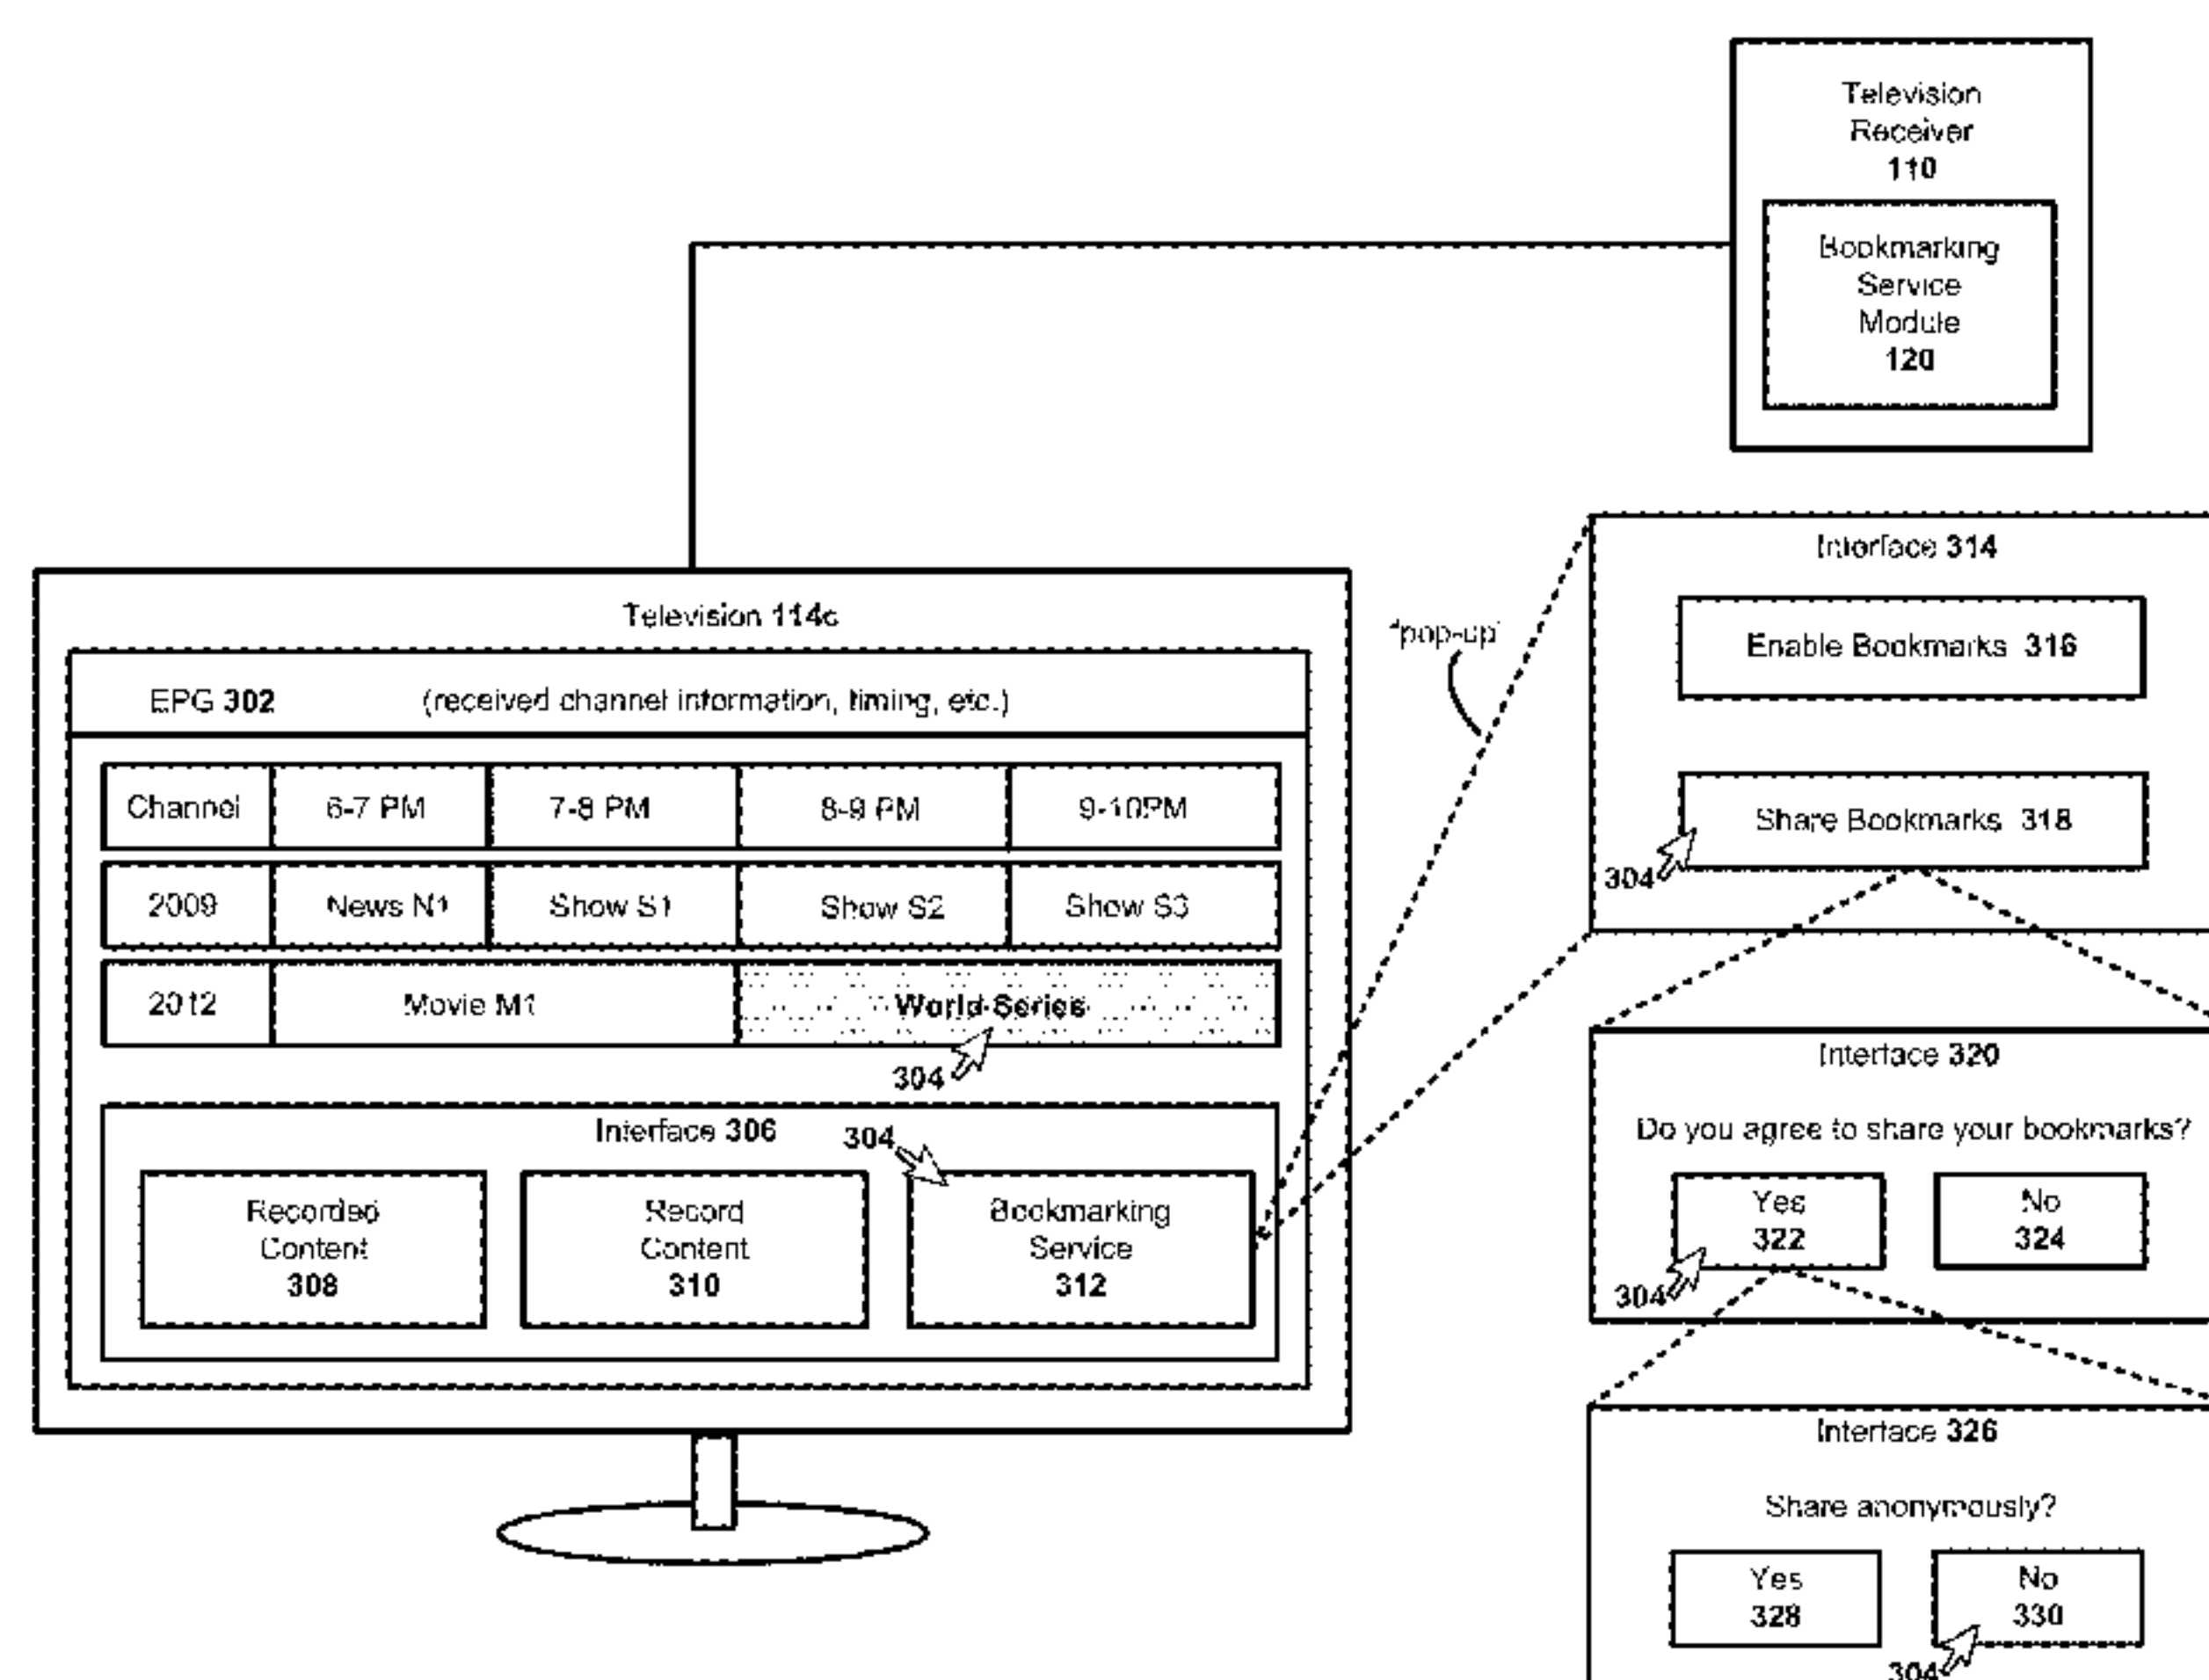 Television
Receiver
110
Bookmarking
Service
Module
120
Television 114c
EPG 302 (received channel information, timing, etc.)
Channel 6-7 PM 7-8 PM 8-9 PM 9-10PM
2009 News N1 Show S1 Show S2 Show S3
2012 Movie M1 World Series
304
Interface 306
304
Recorded
Content
308
Record
Content
310
Bookmarking
Service
312
"pop-up"
Interface 314
Enable Bookmarks 316
Share Bookmarks 318
304
Interface 320
Do you agree to share your bookmarks?
Yes
322
No
324
304
Interface 326
Share anonymously?
Yes
328
No
330
304